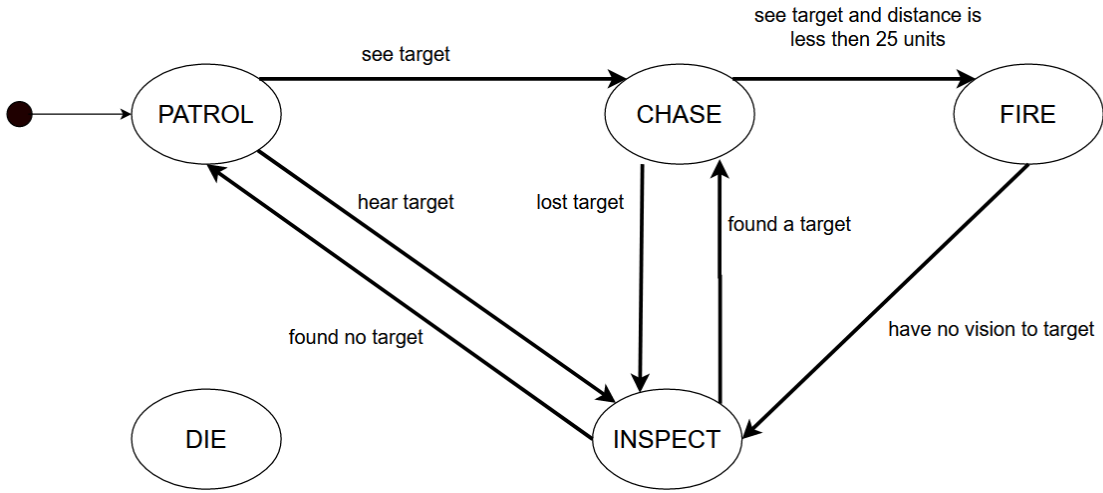 see target and distance is
less then 25 units
see target
PATROL
CHASE
FIRE
hear target
lost target
found a target
found no target
have no vision to target
DIE
INSPECT